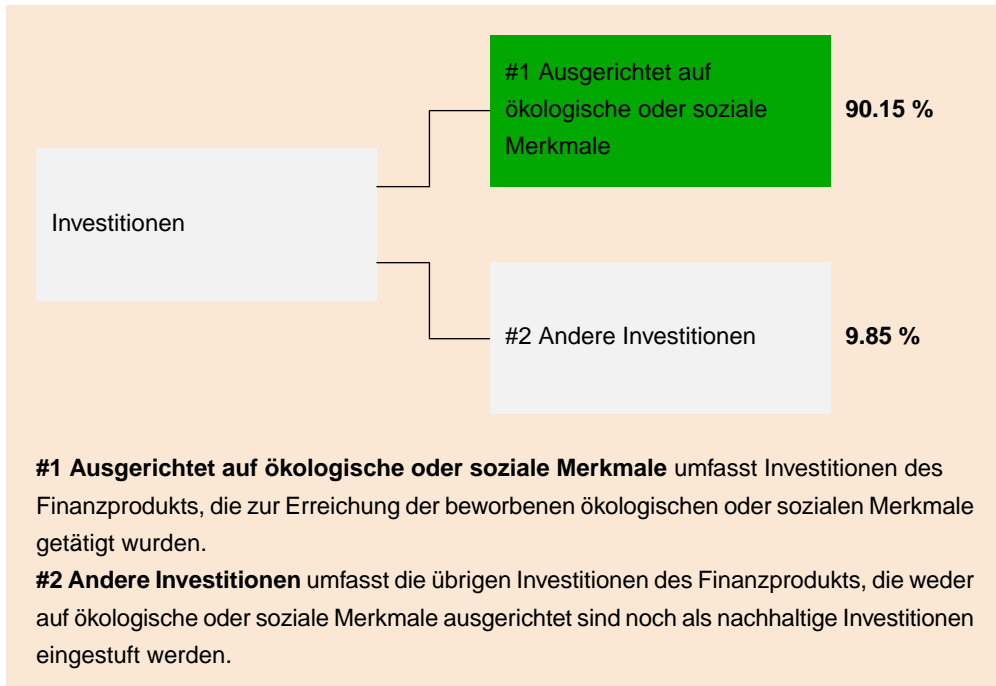 #1 Ausgerichtet auf
ökologische oder soziale
Merkmale
90.15 %
Investitionen
#2 Andere Investitionen
9.85 %
#1 Ausgerichtet auf ökologische oder soziale Merkmale umfasst Investitionen des
Finanzprodukts, die zur Erreichung der beworbenen ökologischen oder sozialen Merkmale
getätigt wurden.
#2 Andere Investitionen umfasst die übrigen Investitionen des Finanzprodukts, die weder
auf ökologische oder soziale Merkmale ausgerichtet sind noch als nachhaltige Investitionen
eingestuft werden.